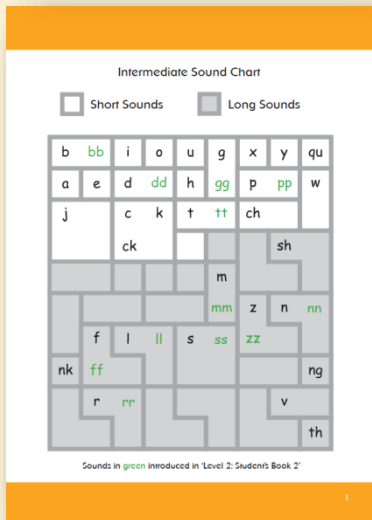 Intermediate Sound Chart
Short Sounds Long Sounds
b bb i o u g x y qu
a e d dd h gg p pp w
j c k t tt ch
ck sh
m
mm z n nn
f l ll s ss zz
nk ff ng
r rr v
th
Sounds in green introduced in 'Level 2: Student's Book 2'
1